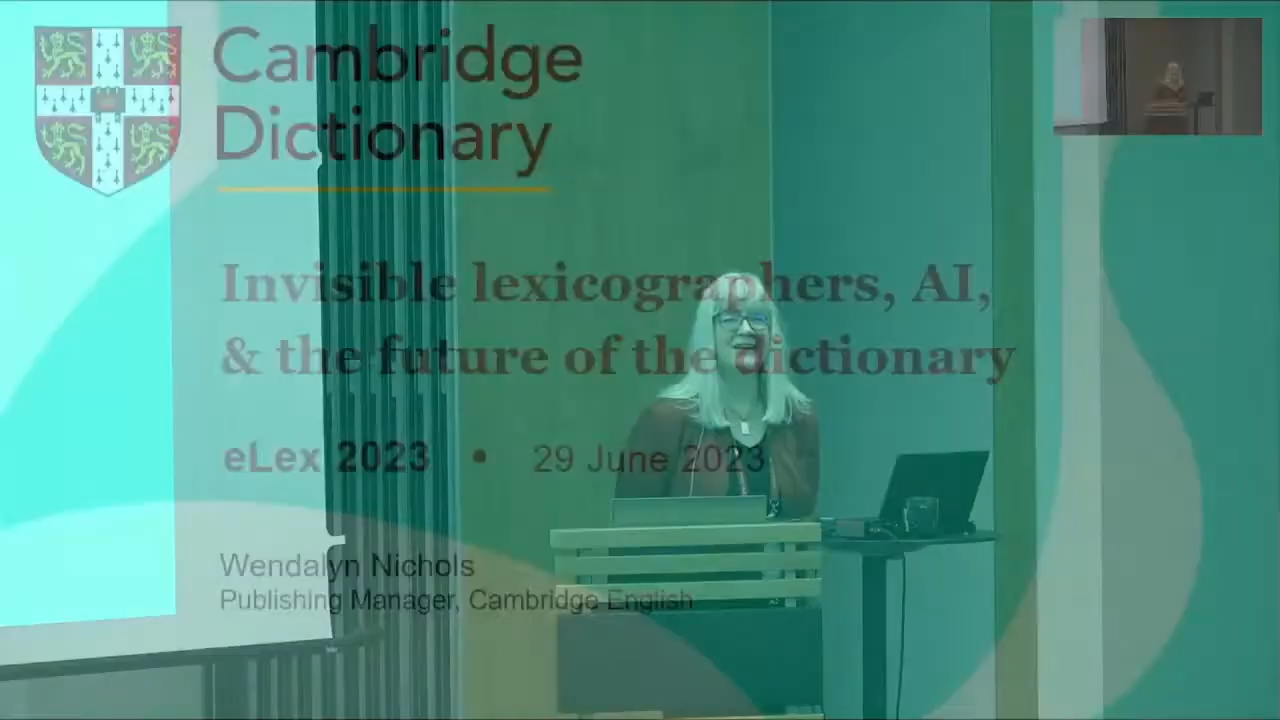 Cambridge
Dictionary
Invisible lexicographers, AI,
& the future of the dictionary
eLex 2023 • 29 June 2023
Wendalyn Nichols
Publishing Manager, Cambridge English